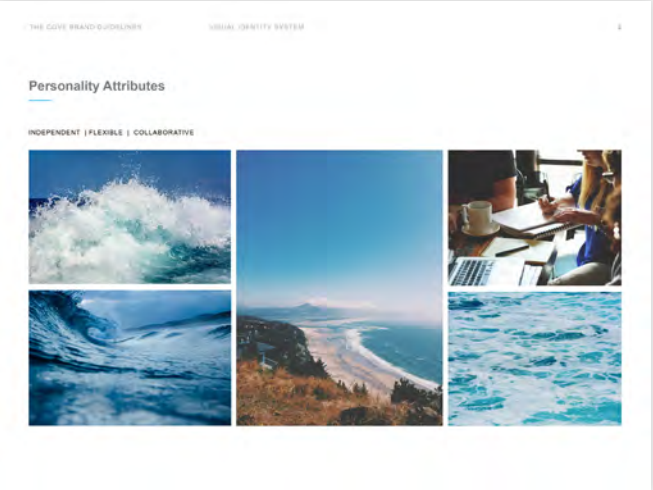 THE COVE BRAND GUIDELINES
VISUAL IDENTITY SYSTEM
Personality Attributes
INDEPENDENT | FLEXIBLE | COLLABORATIVE